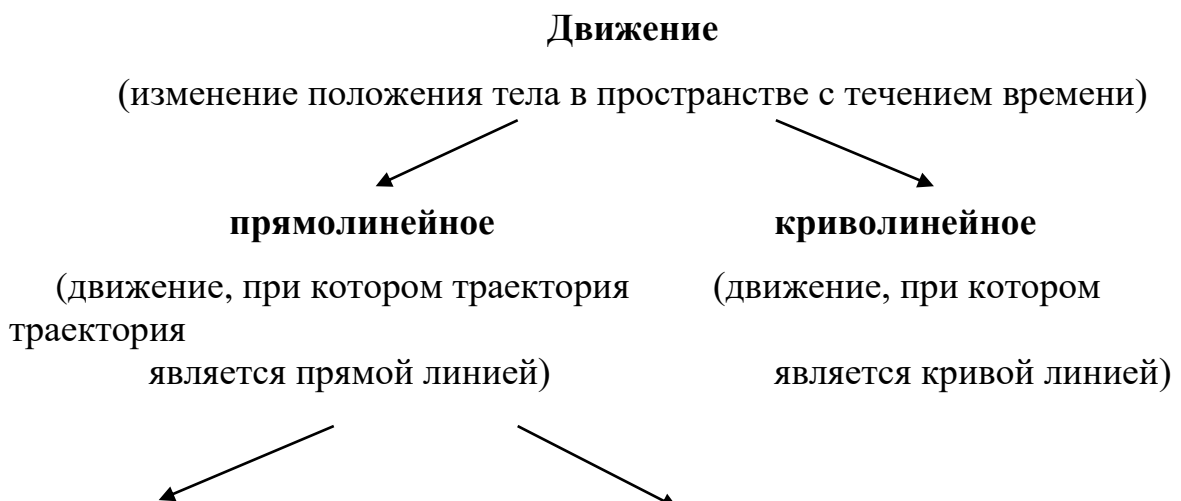 Движение
(изменение положения тела в пространстве с течением времени)
прямолинейное криволинейное
(движение, при котором траектория (движение, при котором
траектория
является прямой линией) является кривой линией)